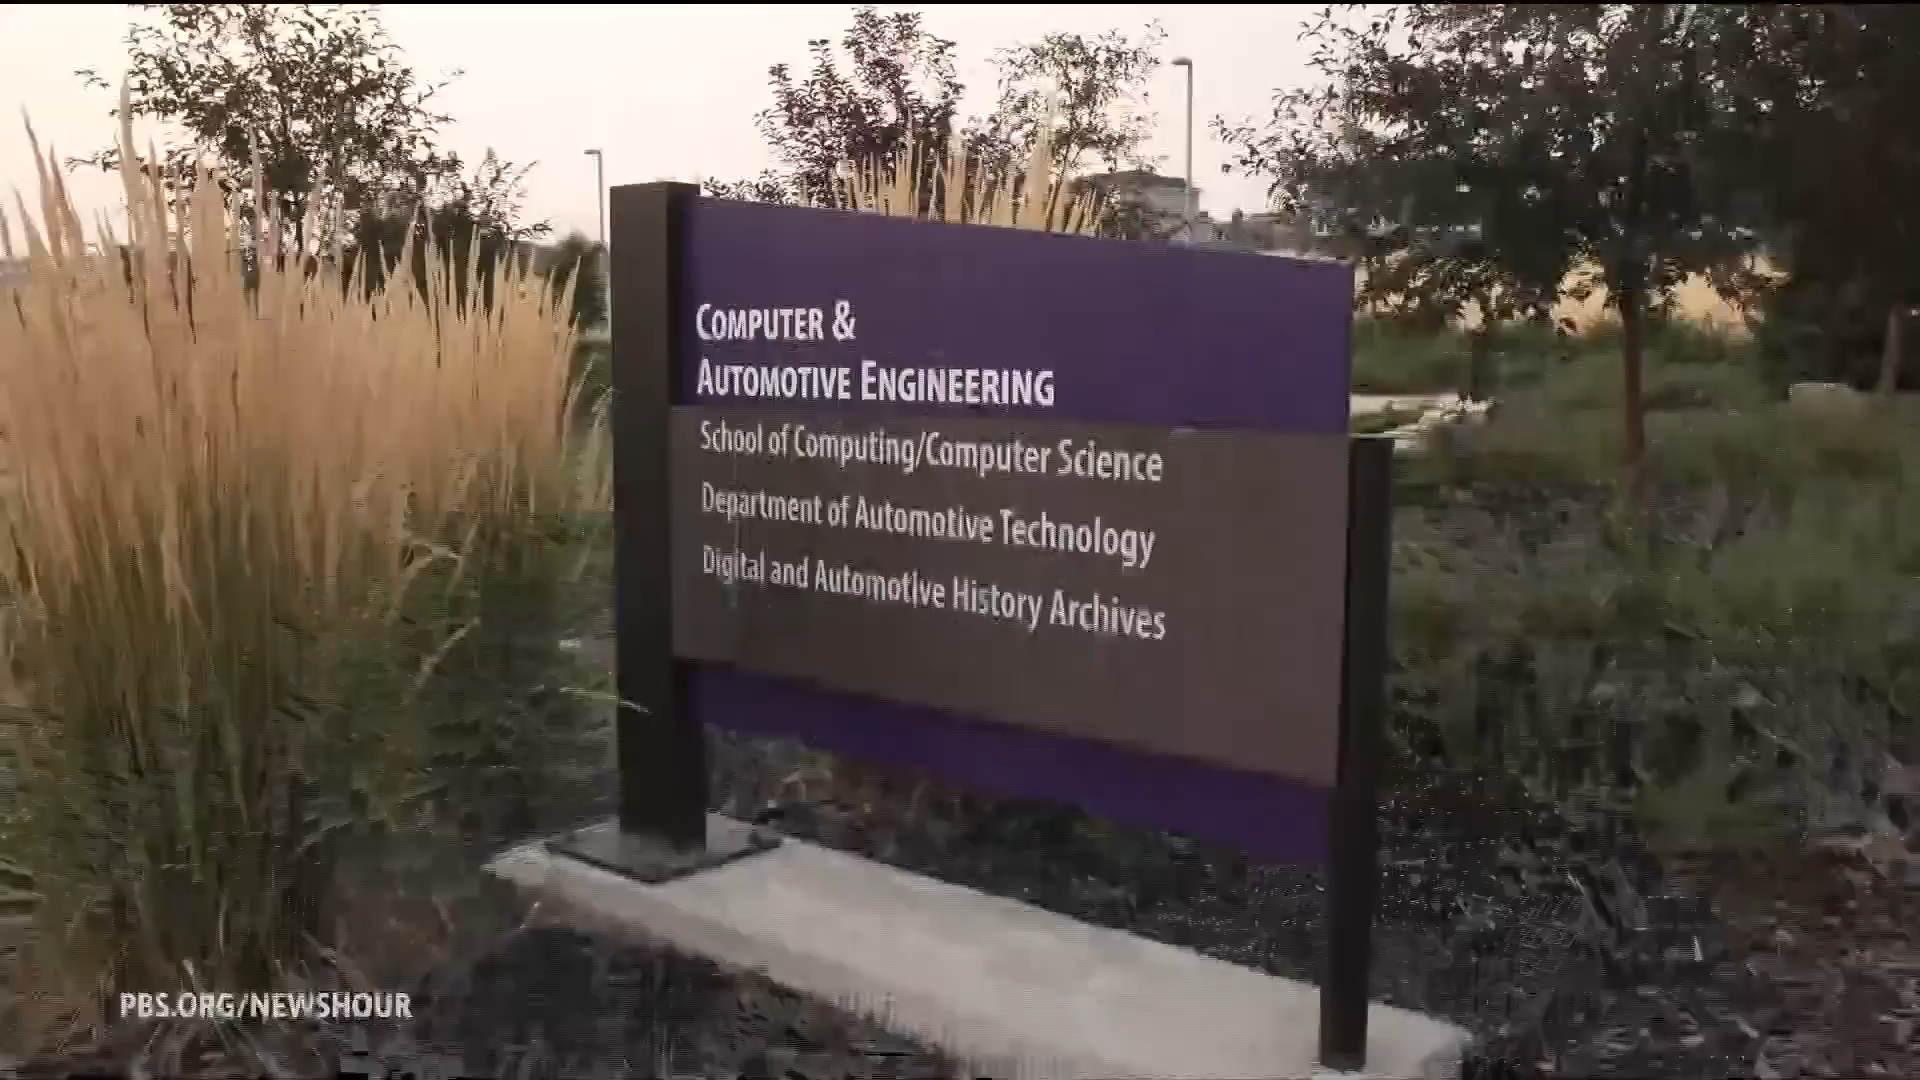 COMPUTER &
AUTOMOTIVE ENGINEERING
School of Computing/Computer Science
Department of Automotive Technology
Digital and Automotive History Archives
PBS.ORG/NEWSHOUR